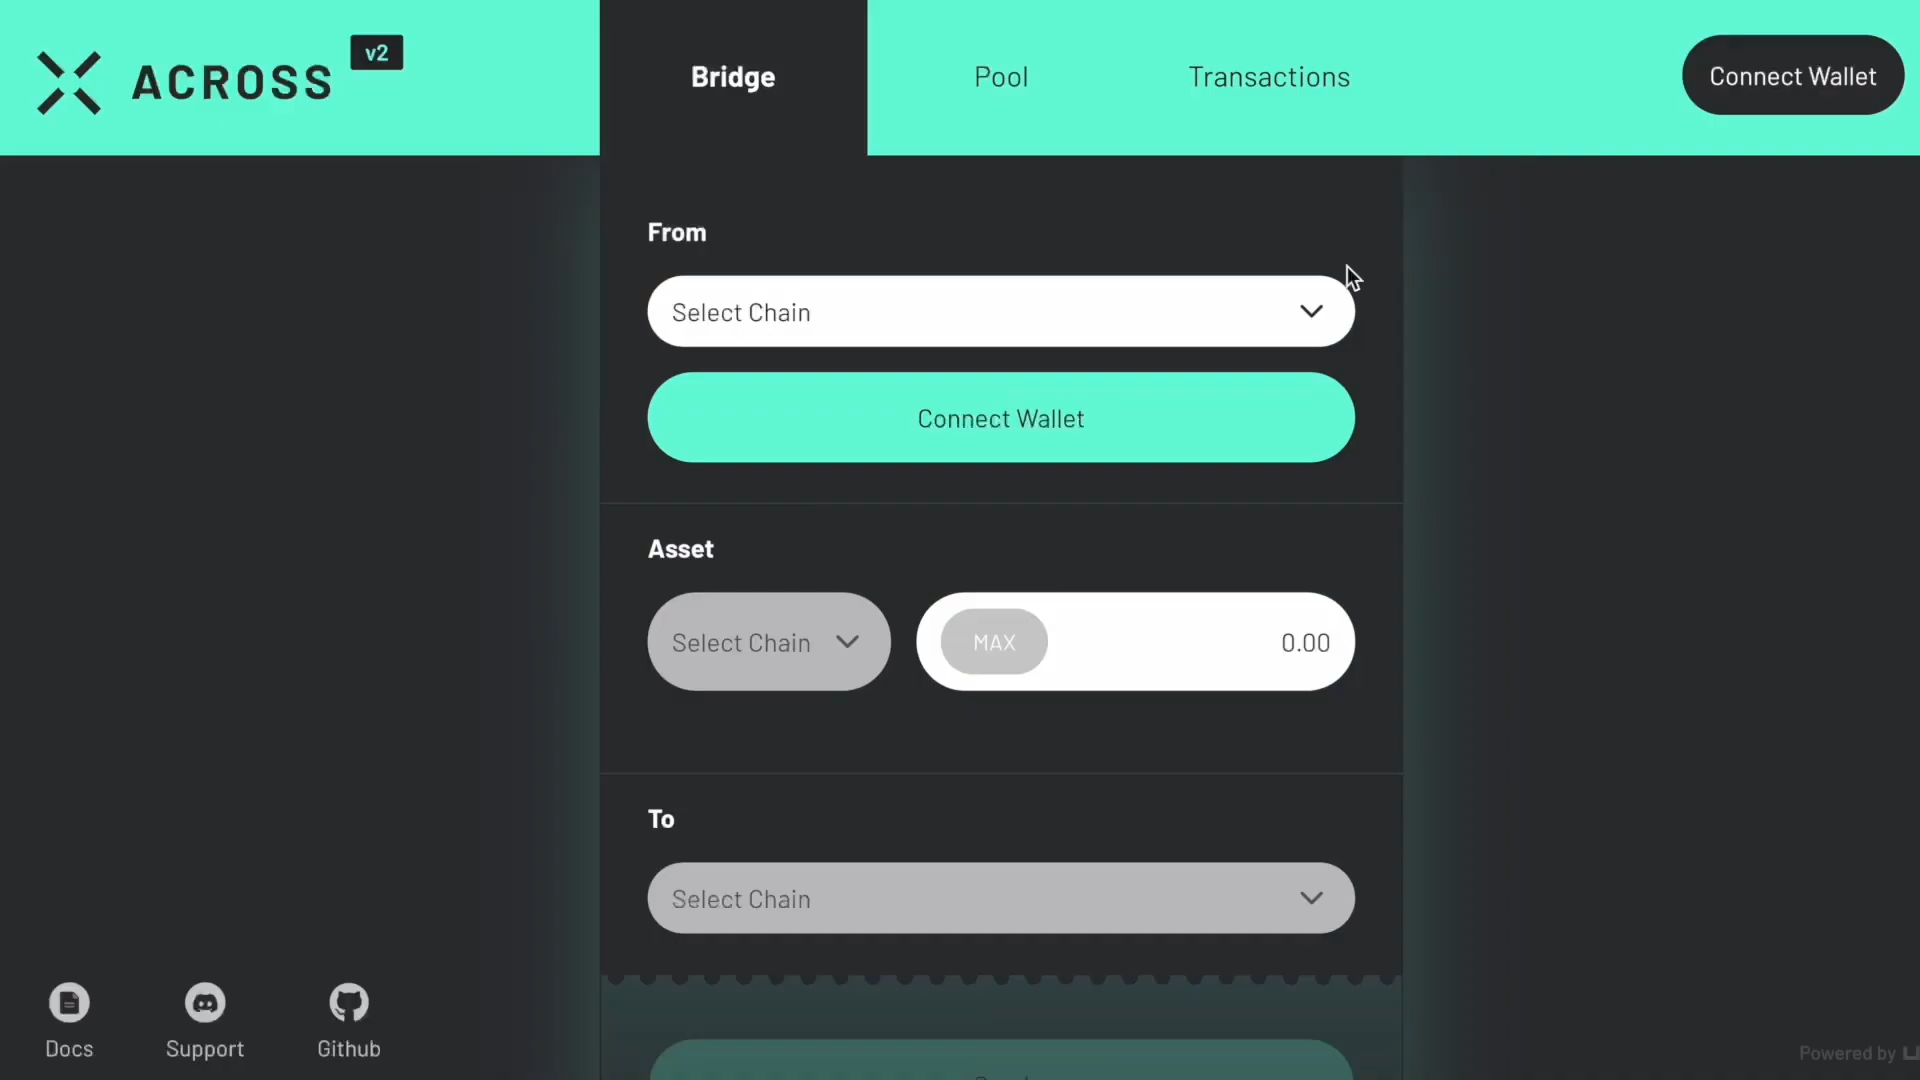 ACROSS
v2
Bridge
Pool
Transactions
Connect Wallet
From
Select Chain
Connect Wallet
Asset
Select Chain
MAX
0.00
To
Select Chain
Docs
Support
Github
Powered by